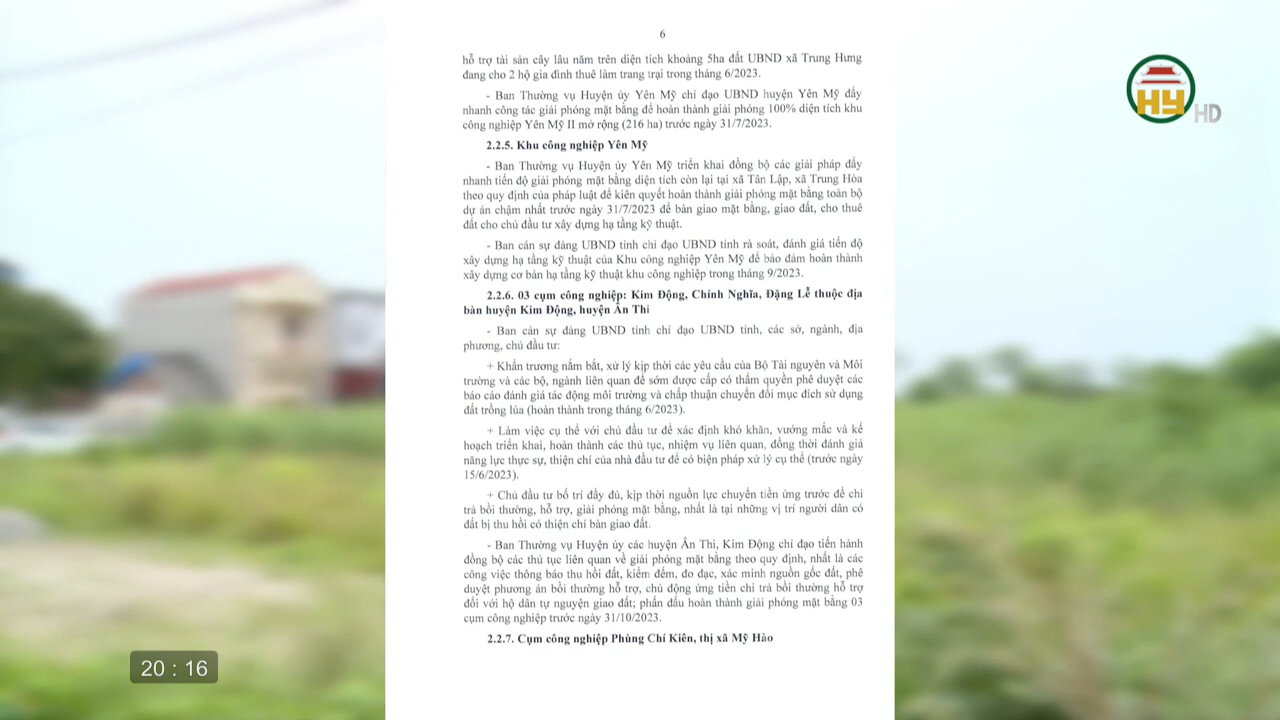 6
hỗ trợ tài sản cây lâu năm trên diện tích khoảng 5ha đất UBND xã Trung Hưng
đang cho 2 hộ gia đình thuê làm trang trại trong tháng 6/2023.
- Ban Thường vụ Huyện ủy Yên Mỹ chỉ đạo UBND huyện Yên Mỹ đẩy
nhanh công tác giải phóng mặt bằng để hoàn thành giải phóng 100% diện tích khu
công nghiệp Yên Mỹ II mở rộng (216 ha) trước ngày 31/7/2023.
2.2.5. Khu công nghiệp Yên Mỹ
- Ban Thường vụ Huyện ủy Yên Mỹ triển khai đồng bộ các giải pháp đẩy
nhanh tiến độ giải phóng mặt bằng diện tích còn lại tại xã Tân Lập, xã Trung Hòa
theo quy định của pháp luật để kiên quyết hoàn thành giải phóng mặt bằng toàn bộ
dự án chậm nhất trước ngày 31/7/2023 để bàn giao mặt bằng, giao đất, cho thuê
đất cho chủ đầu tư xây dựng hạ tầng kỹ thuật.
- Ban cán sự đảng UBND tỉnh chỉ đạo UBND tỉnh rà soát, đánh giá tiến độ
xây dựng hạ tầng kỹ thuật của Khu công nghiệp Yên Mỹ để bảo đảm hoàn thành
xây dựng cơ bản hạ tầng kỹ thuật khu công nghiệp trong tháng 9/2023.
2.2.6. 03 cụm công nghiệp: Kim Động, Chính Nghĩa, Đặng Lễ thuộc địa
bàn huyện Kim Động, huyện Ân Thi
- Ban cán sự đảng UBND tỉnh chỉ đạo UBND tỉnh, các sở, ngành, địa
phương, chủ đầu tư:
+ Khẩn trương nắm bắt, xử lý kịp thời các yêu cầu của Bộ Tài nguyên và Môi
trường và các bộ, ngành liên quan để sớm được cấp có thẩm quyền phê duyệt các
báo cáo đánh giá tác động môi trường và chấp thuận chuyển đổi mục đích sử dụng
đất trồng lúa (hoàn thành trong tháng 6/2023).
+ Làm việc cụ thể với chủ đầu tư để xác định khó khăn, vướng mắc và kế
hoạch triển khai, hoàn thành các thủ tục, nhiệm vụ liên quan, đồng thời đánh giá
năng lực thực sự, thiện chí của nhà đầu tư để có biện pháp xử lý cụ thể (trước ngày
15/6/2023).
+ Chủ đầu tư bố trí đầy đủ, kịp thời nguồn lực chuyển tiền ứng trước để chi
trả bồi thường, hỗ trợ, giải phóng mặt bằng, nhất là tại những vị trí người dân có
đất bị thu hồi có thiện chí bàn giao đất.
- Ban Thường vụ Huyện ủy các huyện Ân Thi, Kim Động chỉ đạo tiến hành
đồng bộ các thủ tục liên quan về giải phóng mặt bằng theo quy định, nhất là các
công việc thông báo thu hồi đất, kiểm đếm, đo đạc, xác minh nguồn gốc đất, phê
duyệt phương án bồi thường hỗ trợ, chủ động ứng tiền chi trả bồi thường hỗ trợ
đối với hộ dân tự nguyện giao đất; phấn đấu hoàn thành giải phóng mặt bằng 03
cụm công nghiệp trước ngày 31/10/2023.
2.2.7. Cụm công nghiệp Phùng Chí Kiên, thị xã Mỹ Hào
HY HD
20 : 16